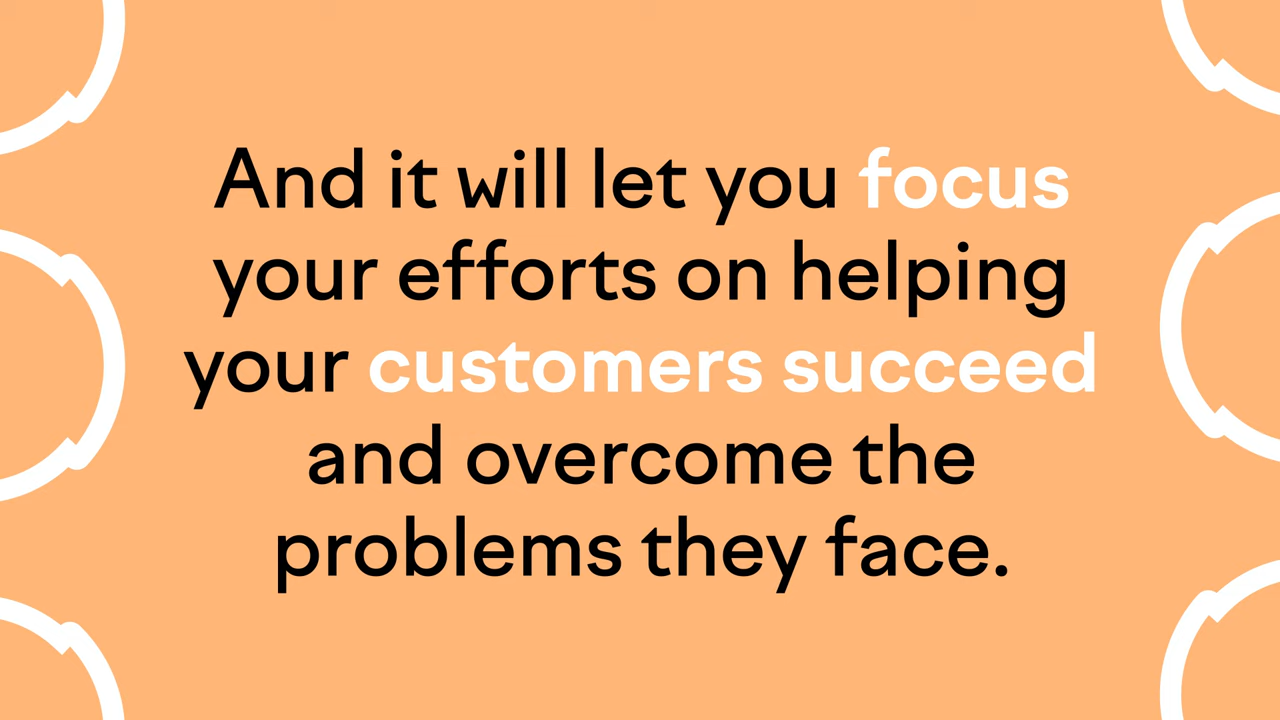 And it will let you focus
your efforts on helping
your customers succeed
and overcome the
problems they face.